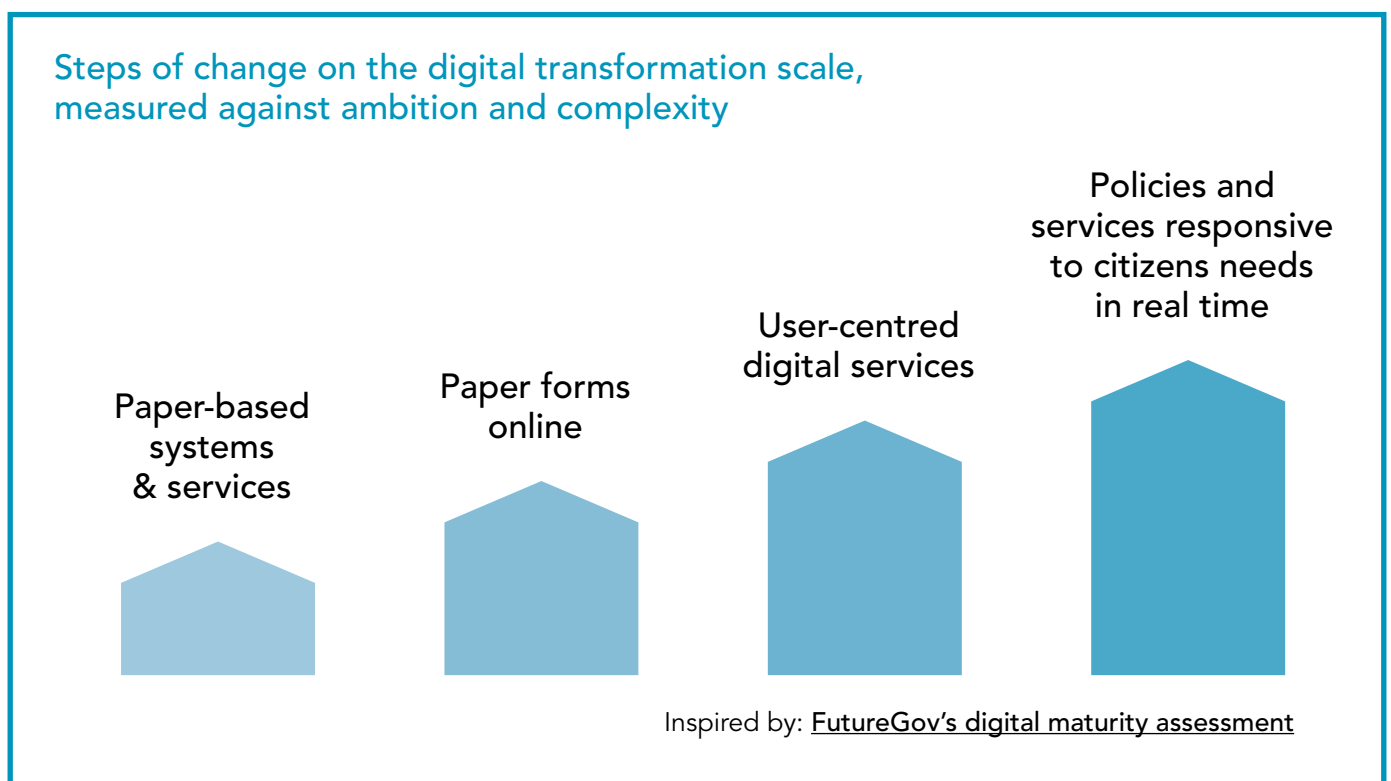 Steps of change on the digital transformation scale,
measured against ambition and complexity
Paper-based
systems
& services
Paper forms
online
User-centred
digital services
Policies and
services responsive
to citizens needs
in real time
Inspired by: FutureGov’s digital maturity assessment